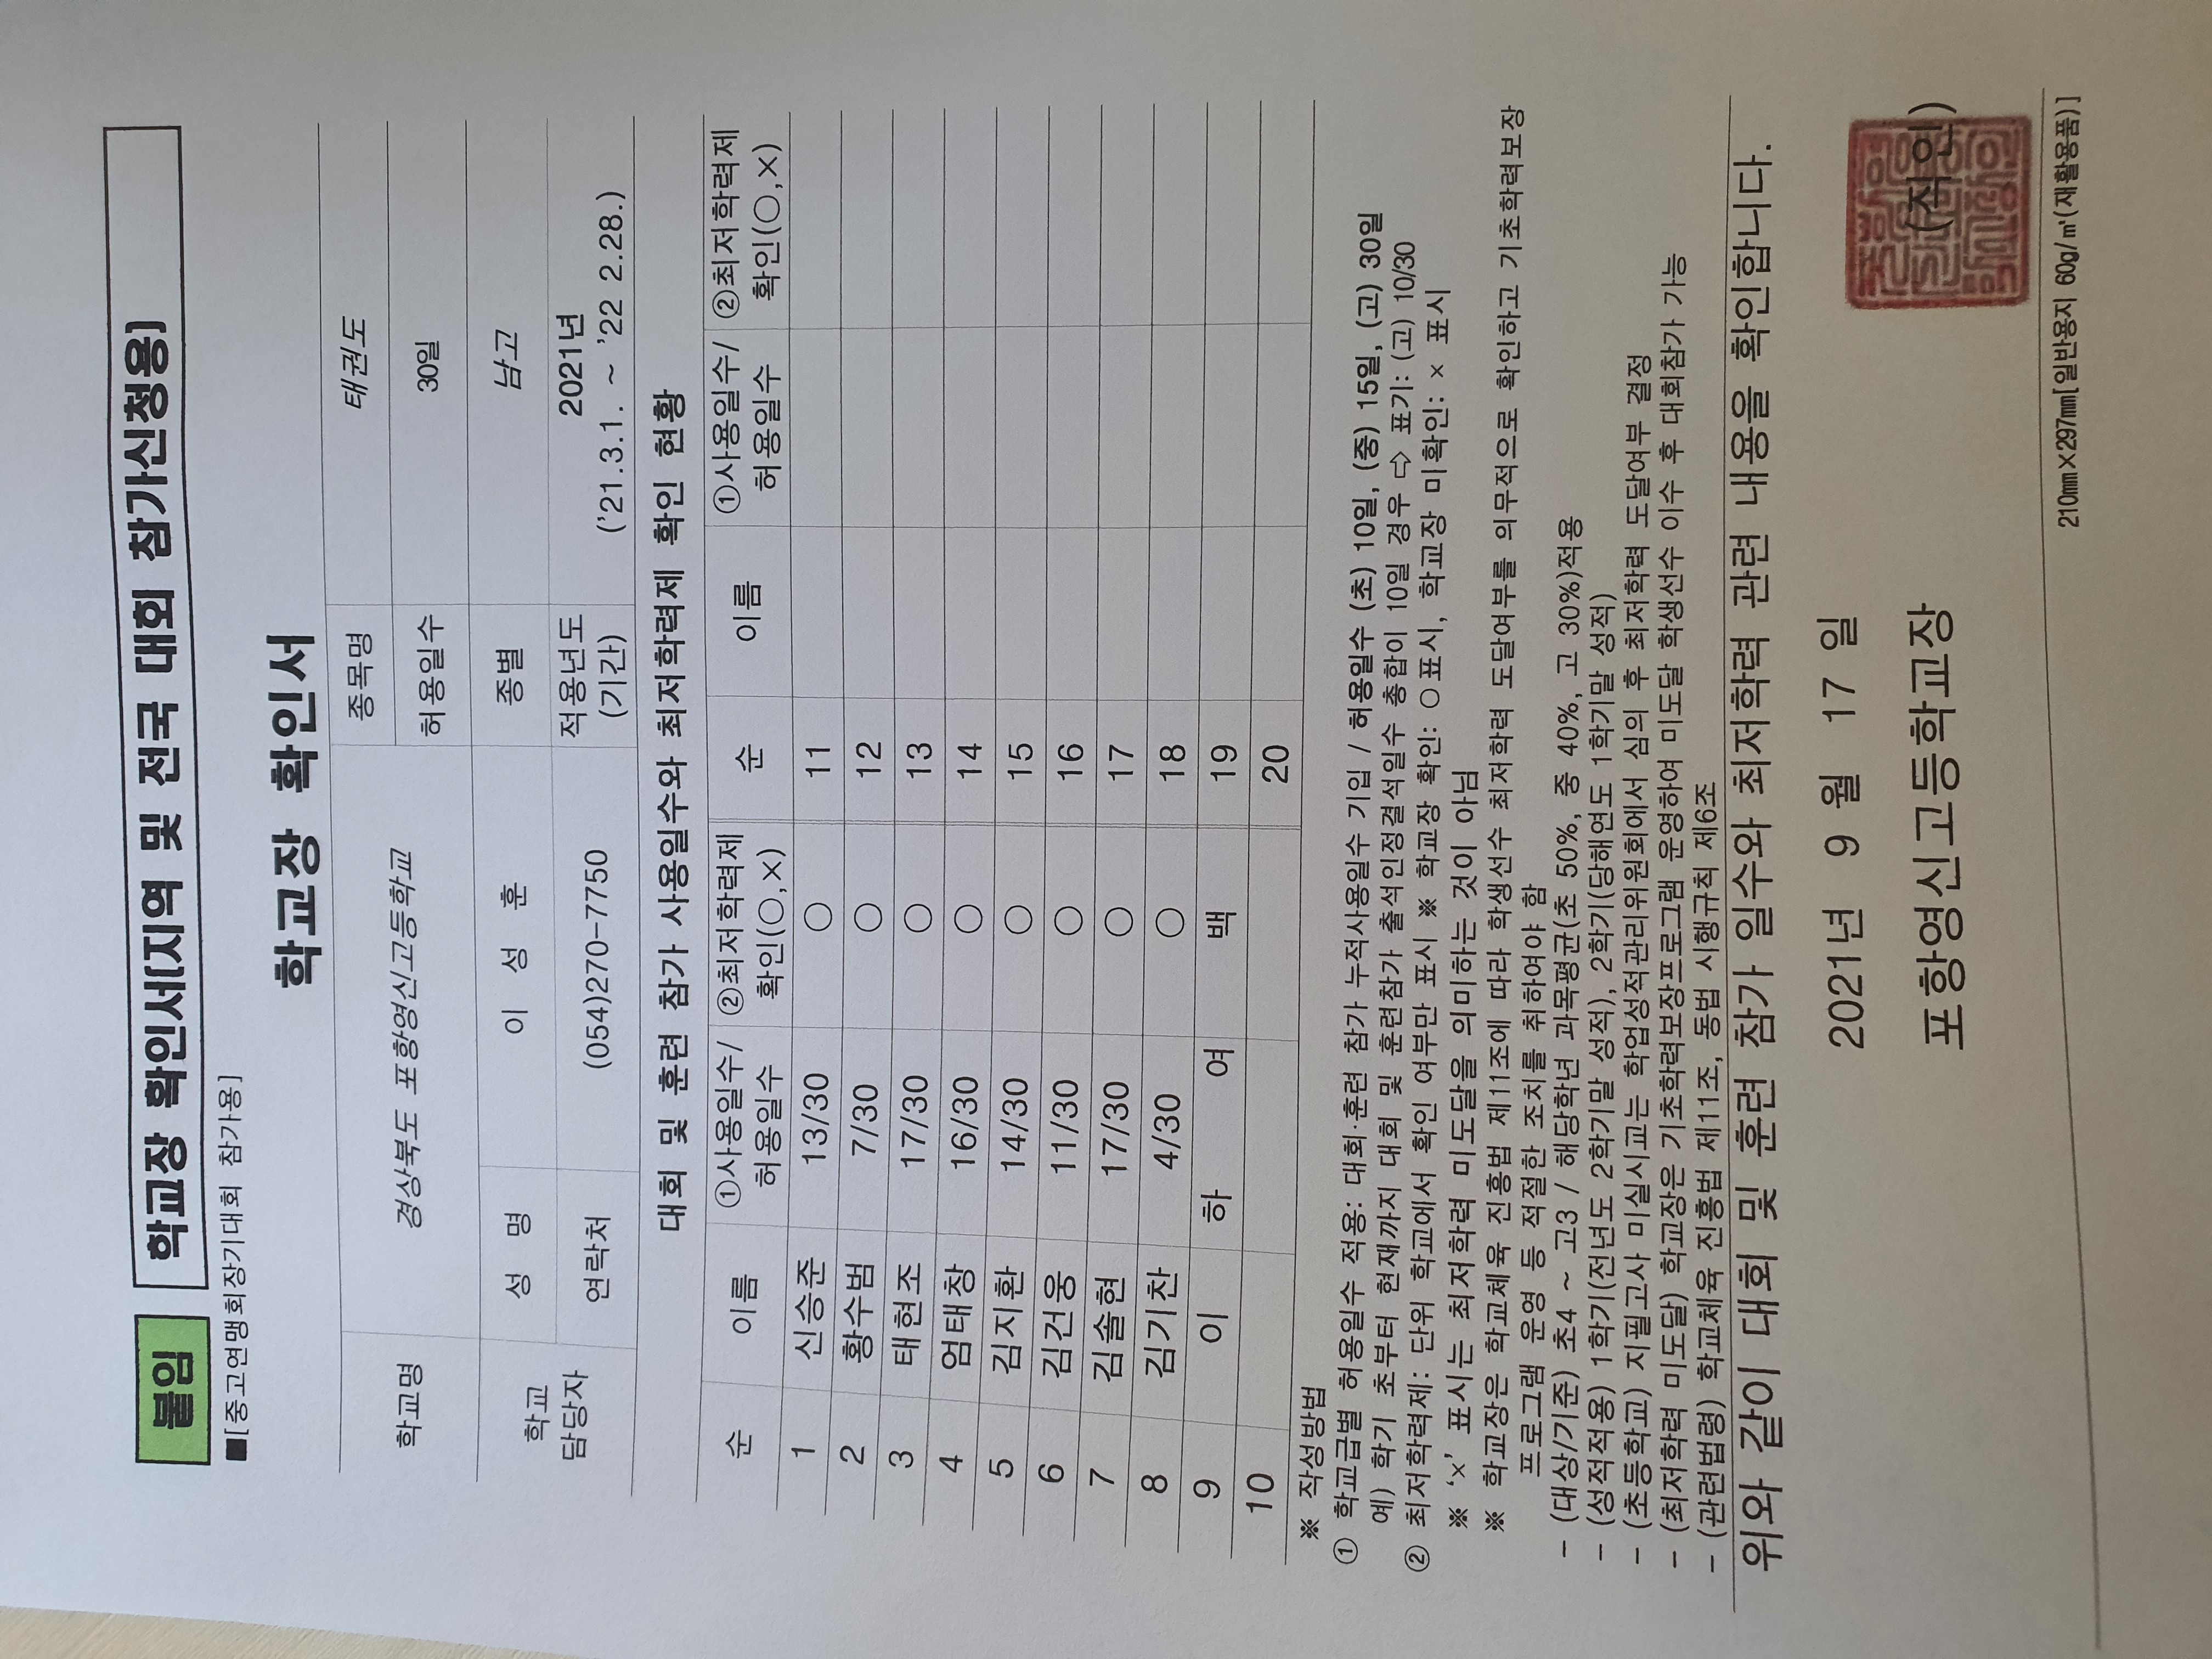 붙임 학교장 확인서[지역 및 전국 대회 참가신청용]
■[중고연맹회장기대회 참가용]
학교장 확인서
학교명 경상북도 포항영신고등학교 종목명 태권도
허용일수 30일
학교 담당자 성 명 이 성 훈 종별 남고
연락처 (054)270-7750 적용년도 (기간) 2021년 ('21.3.1. ~ '22 2.28.)
대회 및 훈련 참가 사용일수와 최저학력제 확인 현황
순 이름 ①사용일수/허용일수 ②최저학력제 확인(○,×) 순 이름 ①사용일수/허용일수 ②최저학력제 확인(○,×)
1 신승준 13/30 ○ 11
2 황수범 7/30 ○ 12
3 태현조 17/30 ○ 13
4 엄태창 16/30 ○ 14
5 김지환 14/30 ○ 15
6 김건웅 11/30 ○ 16
7 김솔현 17/30 ○ 17
8 김기찬 4/30 ○ 18
9 이 하 여 백 19
10 20
※ 작성방법
① 학교급별 허용일수 적용: 대회·훈련 참가 누적사용일수 기입 / 허용일수 (초) 10일, (중) 15일, (고) 30일
예) 학기 초부터 현재까지 대회 및 훈련참가 출석인정결석일수 총합이 10일 경우 ⇨ 표기: (고) 10/30
② 최저학력제: 단위 학교에서 확인 여부만 표시 ※ 학교장 확인: ○표시, 학교장 미확인: × 표시
※ '×' 표시는 최저학력 미도달을 의미하는 것이 아님
※ 학교장은 학교체육 진흥법 제11조에 따라 학생선수 최저학력 도달여부를 의무적으로 확인하고 기초학력보장
프로그램 운영 등 적절한 조치를 취하여야 함
- (대상/기준) 초4 ~ 고3 / 해당학년 과목평균(초 50%, 중 40%, 고 30%)적용
- (성적적용) 1학기(전년도 2학기말 성적), 2학기(당해연도 1학기말 성적)
- (초등학교) 지필고사 미실시교는 학업성적관리위원회에서 심의 후 최저학력 도달여부 결정
- (최저학력 미도달) 학교장은 기초학력보장프로그램 운영하여 미도달 학생선수 이수 후 대회참가 가능
- (관련법령) 학교체육 진흥법 제11조, 동법 시행규칙 제6조
위와 같이 대회 및 훈련 참가 일수와 최저학력 관련 내용을 확인합니다.
2021년 9 월 17 일
포항영신고등학교장 (직인)
210㎜×297㎜[일반용지 60g/㎡(재활용품)]